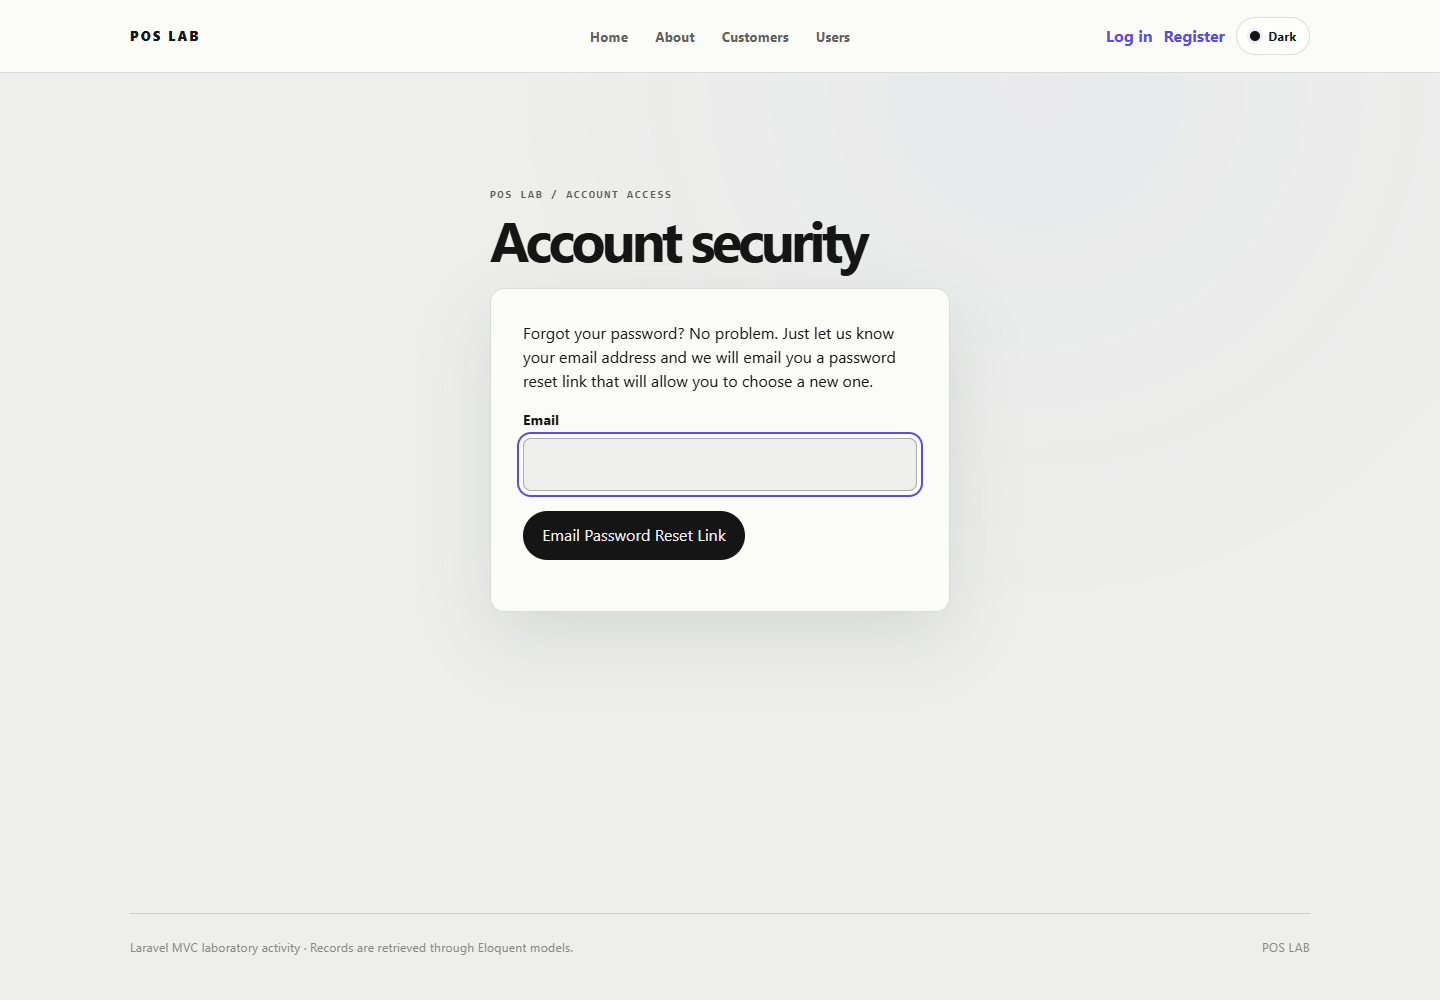 POS LAB
Home About Customers Users
Log in Register Dark
POS LAB / ACCOUNT ACCESS
Account security
Forgot your password? No problem. Just let us know
your email address and we will email you a password
reset link that will allow you to choose a new one.
Email
Email Password Reset Link
Laravel MVC laboratory activity · Records are retrieved through Eloquent models.
POS LAB